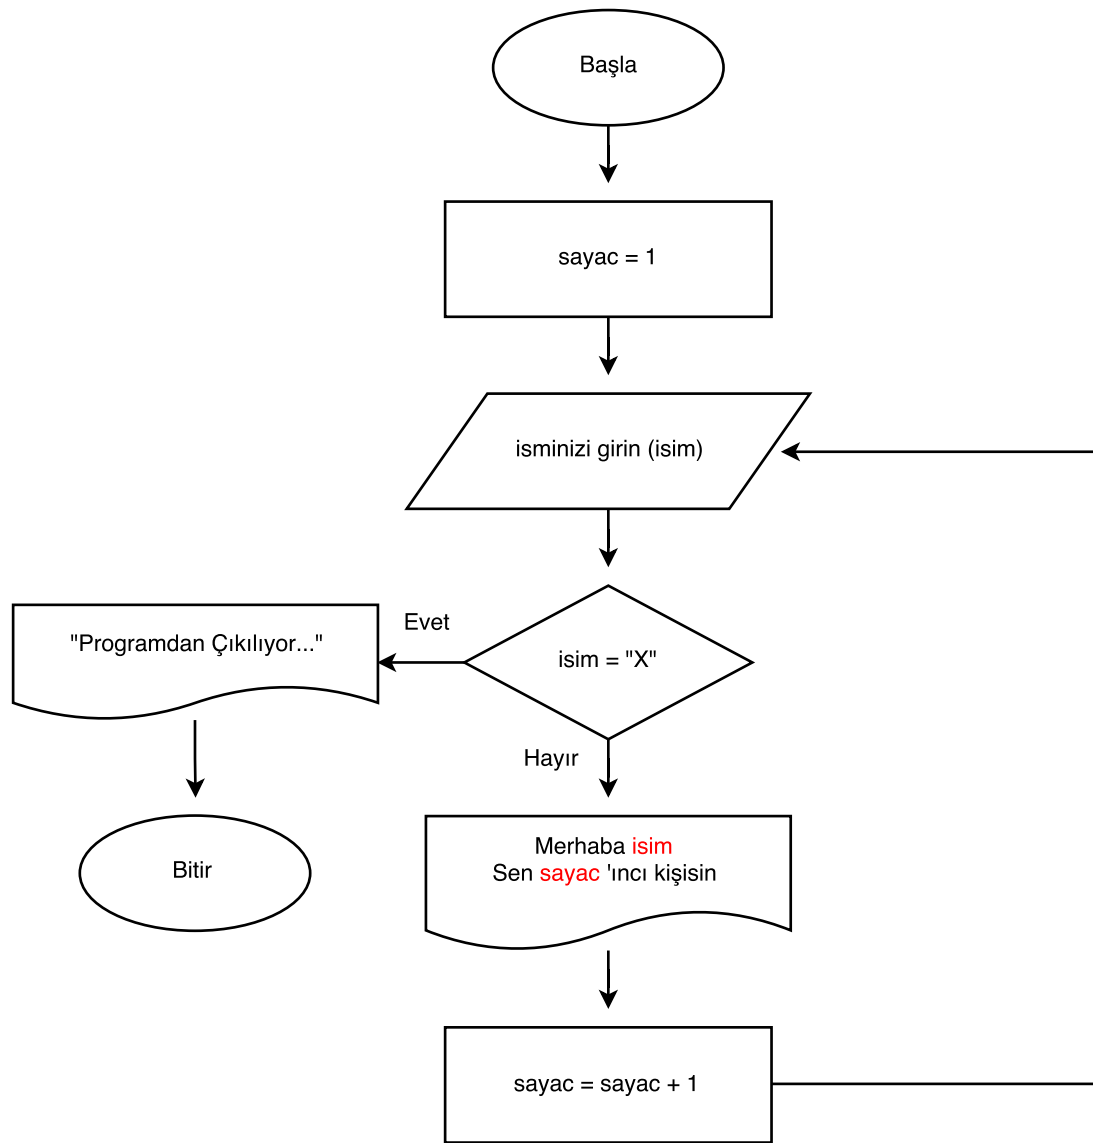 Başla
sayac = 1
isminizi girin (isim)
isim = "X"
Evet
"Programdan Çıkılıyor..."
Bitir
Hayır
Merhaba isim
Sen sayac 'ıncı kişisin
sayac = sayac + 1